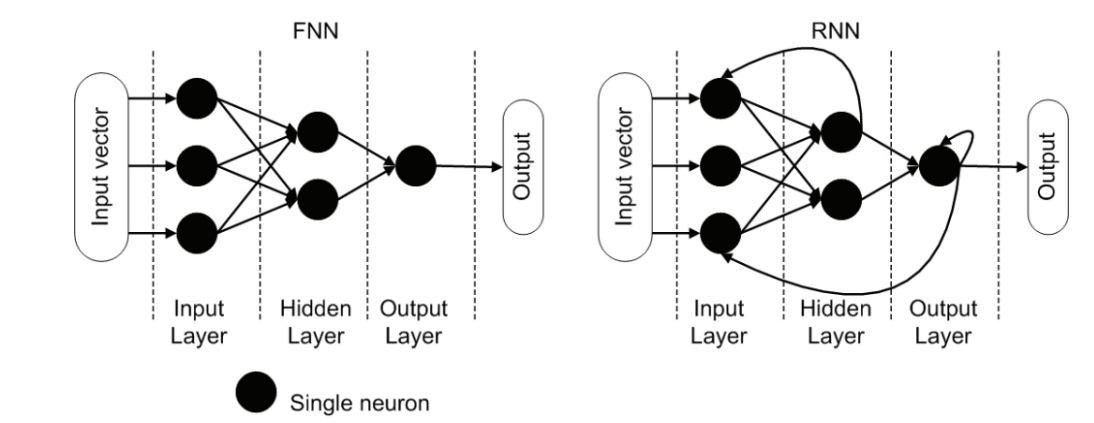 FNN
Input vector
Output
Input
Layer
Hidden
Layer
Output
Layer
RNN
Input vector
Output
Input
Layer
Hidden
Layer
Output
Layer
Single neuron